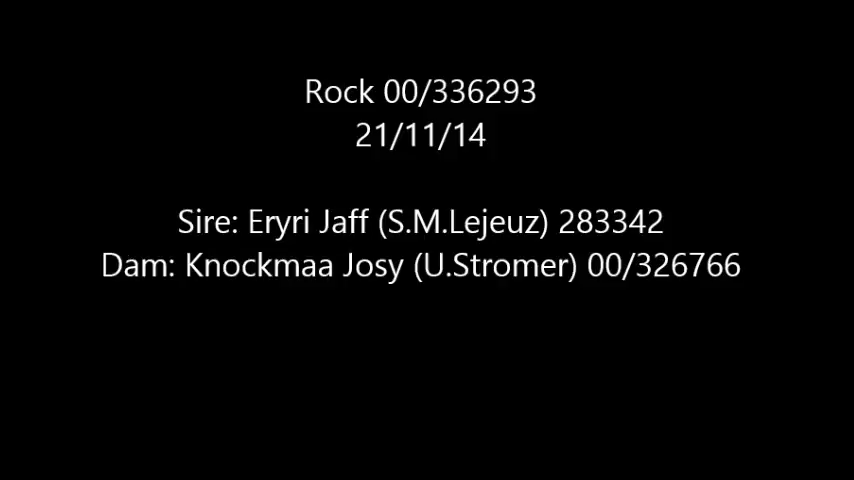 Rock 00/336293
21/11/14
Sire: Eryri Jaff (S.M.Lejeuz) 283342
Dam: Knockmaa Josy (U.Stromer) 00/326766